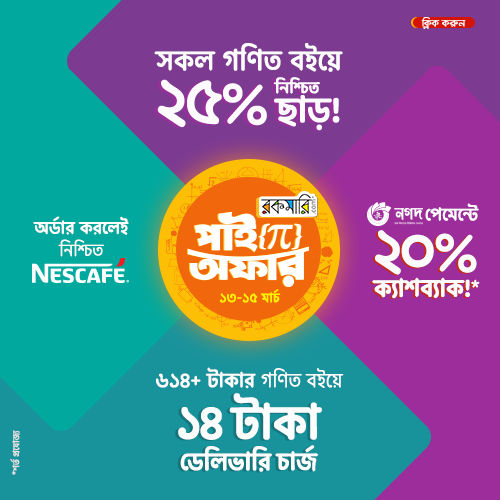 ক্লিক করুন
সকল গণিত বইয়ে
২৫% নিশ্চিত ছাড়!
অর্ডার করলেই
নিশ্চিত
NESCAFÉ
রকমারি.com
পাই{π}
অফার
১৩-১৫ মার্চ
নগদ পেমেন্টে
২০%
ক্যাশব্যাক!*
৬১৪+ টাকার গণিত বইয়ে
১৪ টাকা
ডেলিভারি চার্জ
*শর্ত প্রযোজ্য